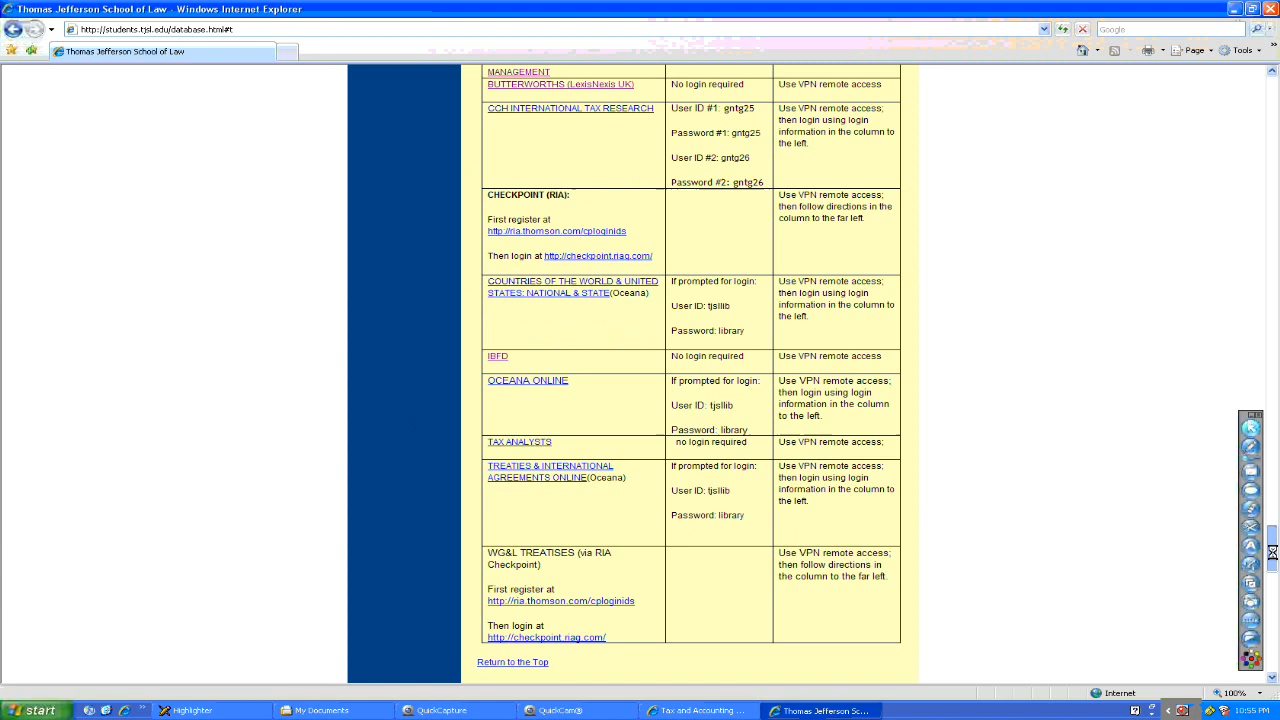 Thomas Jefferson School of Law - Windows Internet Explorer
http://students.tjsl.edu/database.html#t
Google
Thomas Jefferson School of Law
Page
Tools
MANAGEMENT
BUTTERWORTHS (LexisNexis UK)
No login required
Use VPN remote access
CCH INTERNATIONAL TAX RESEARCH
User ID #1: gntg25
Password #1: gntg25
User ID #2: gntg26
Password #2: gntg26
Use VPN remote access;
then login using login
information in the column to
the left.
CHECKPOINT (RIA):
First register at
http://ria.thomson.com/cploginids
Then login at http://checkpoint.riag.com/
Use VPN remote access;
then follow directions in the
column to the far left.
COUNTRIES OF THE WORLD & UNITED
STATES: NATIONAL & STATE(Oceana)
If prompted for login:
User ID: tjsllib
Password: library
Use VPN remote access;
then login using login
information in the column to
the left.
IBFD
No login required
Use VPN remote access
OCEANA ONLINE
If prompted for login:
User ID: tjsllib
Password: library
Use VPN remote access;
then login using login
information in the column
to the left.
TAX ANALYSTS
no login required
Use VPN remote access;
TREATIES & INTERNATIONAL
AGREEMENTS ONLINE(Oceana)
If prompted for login:
User ID: tjsllib
Password: library
Use VPN remote access;
then login using login
information in the column to
the left.
WG&L TREATISES (via RIA
Checkpoint)
First register at
http://ria.thomson.com/cploginids
Then login at
http://checkpoint.riag.com/
Use VPN remote access;
then follow directions in
the column to the far left.
Return to the Top
Internet
100%
start
Highlighter
My Documents
QuickCapture
QuickCam®
Tax and Accounting ...
Thomas Jefferson Sc...
10:55 PM